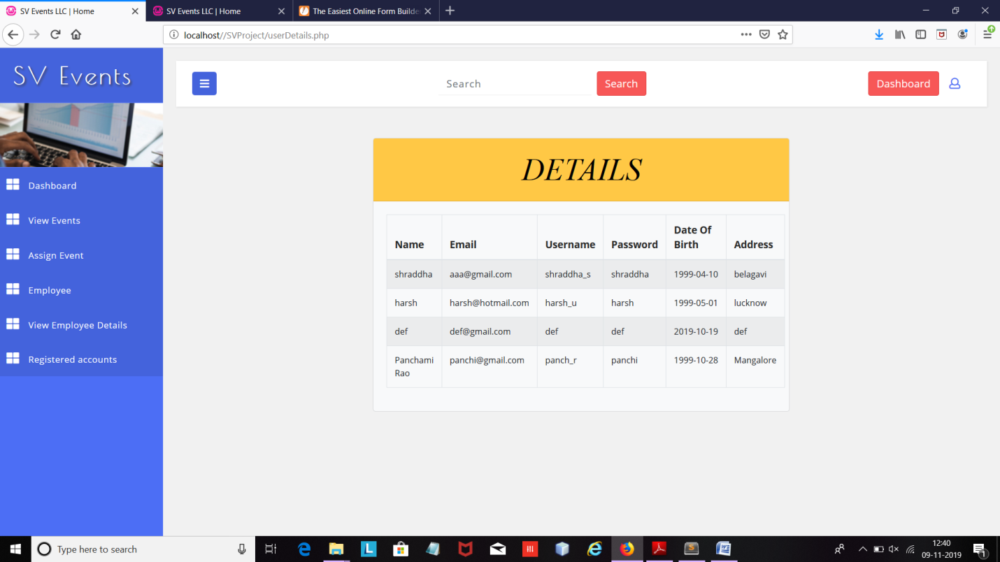 SV Events LLC | Home
SV Events LLC | Home
The Easiest Online Form Builde
localhost//SVProject/userDetails.php
SV Events
Search
Search
Dashboard
Dashboard
View Events
Assign Event
Employee
View Employee Details
Registered accounts
DETAILS
Name Email Username Password Date Of Birth Address
shraddha aaa@gmail.com shraddha_s shraddha 1999-04-10 belagavi
harsh harsh@hotmail.com harsh_u harsh 1999-05-01 lucknow
def def@gmail.com def def 2019-10-19 def
Panchami Rao panchi@gmail.com panch_r panchi 1999-10-28 Mangalore
Type here to search
L
12:40
09-11-2019
1